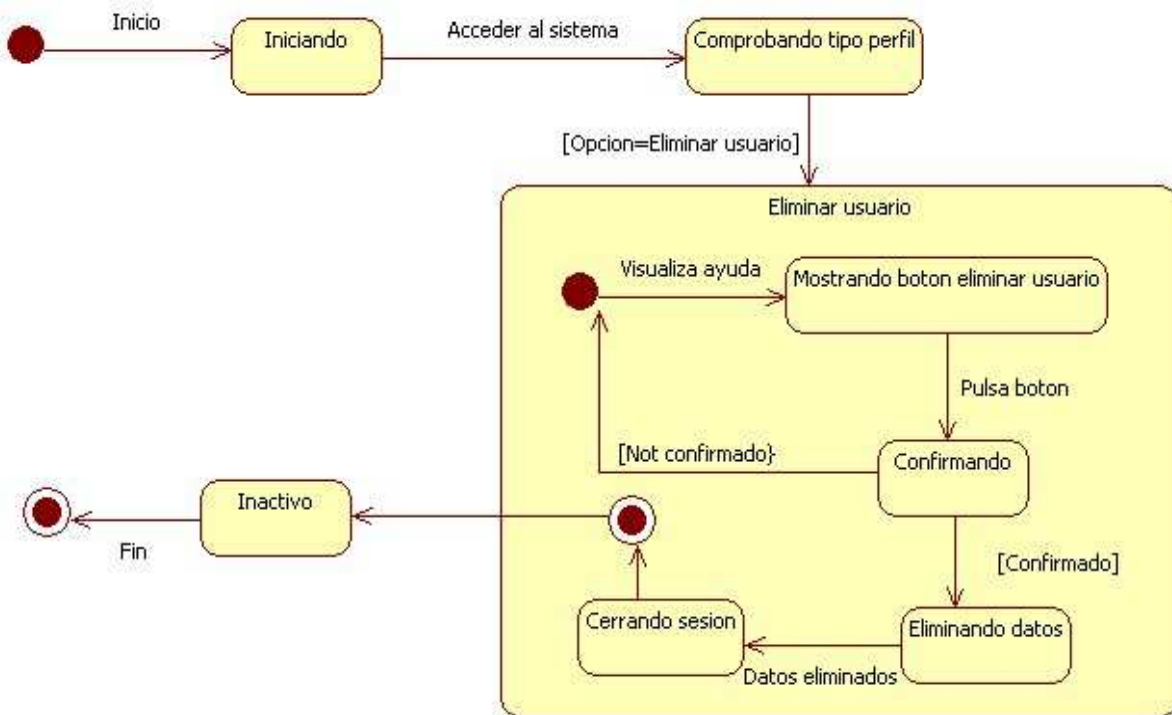 Inicio
Iniciando
Acceder al sistema
Comprobando tipo perfil
[Opcion=Eliminar usuario]
Eliminar usuario
Visualiza ayuda
Mostrando boton eliminar usuario
Pulsa boton
[Not confirmado}
Confirmando
Inactivo
Fin
[Confirmado]
Cerrando sesion
Eliminando datos
Datos eliminados